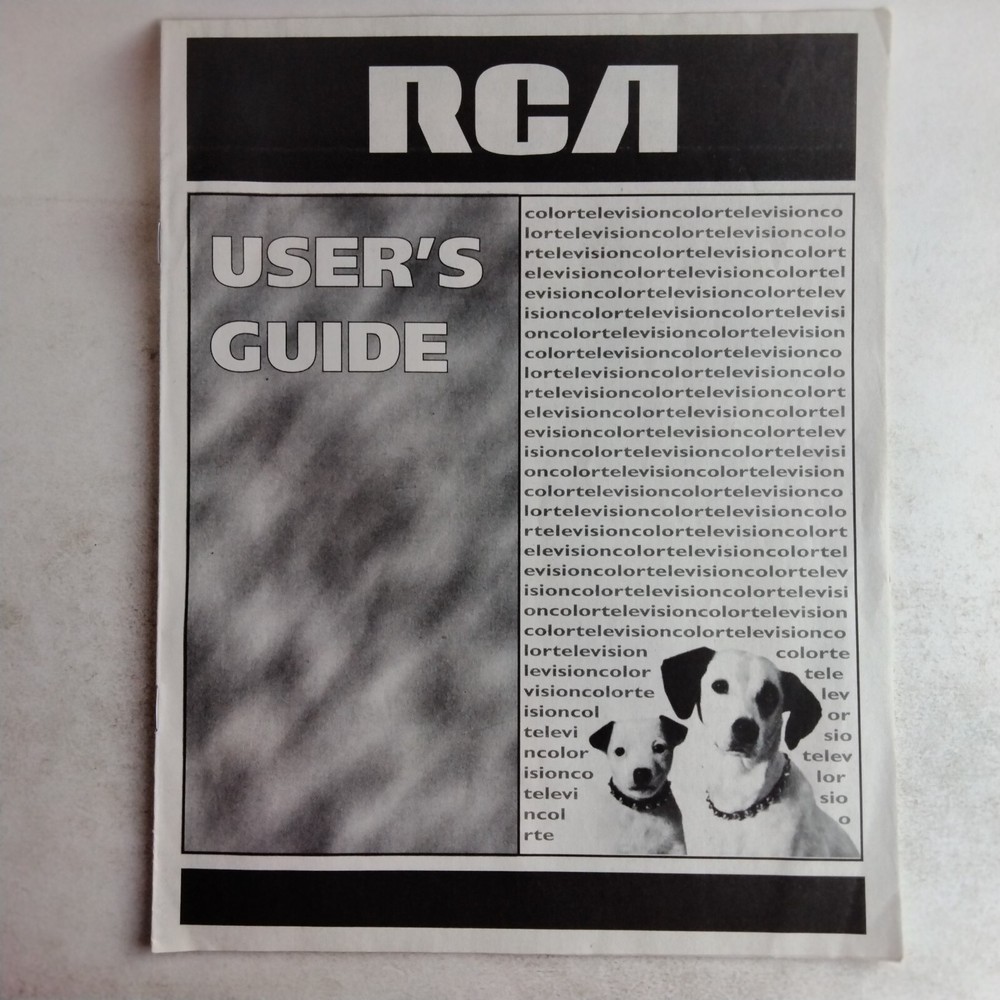 RCA
USER'S
GUIDE
colortelevisioncolortelevisionco
lortelevisioncolortelevisioncolo
rtelevisioncolortelevisioncolort
elevisioncolortelevisioncolortel
evisioncolortelevisioncolortelev
isioncolortelevisioncolortelevisi
oncolortelevisioncolortelevision
colortelevisioncolortelevisionco
lortelevisioncolortelevisioncolo
rtelevisioncolortelevisioncolort
elevisioncolortelevisioncolortel
evisioncolortelevisioncolortelev
isioncolortelevisioncolortelevisi
oncolortelevisioncolortelevision
colortelevisioncolortelevisionco
lortelevisioncolortelevisioncolo
rtelevisioncolortelevisioncolort
elevisioncolortelevisioncolortel
evisioncolortelevisioncolortelev
isioncolortelevisioncolortelevisi
oncolortelevisioncolortelevision
colortelevisioncolortelevisionco
lortelevision colorte
levisioncolor tele
visioncolorte lev
isioncol or
televi sio
ncolor telev
isionco lor
televi sio
ncol o
rte